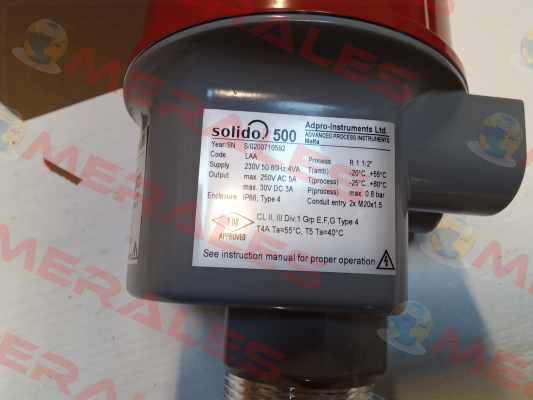 solido 500 Adpro-Instruments Ltd.
ADVANCED PROCESS INSTRUMENTS
Malta
Year/SN S/0200710592
Code LAA
Supply 230V 50/60Hz 4VA
Output max. 250V AC 5A
max. 30V DC 3A
Enclosure IP66, Type 4
Process R 1 1/2"
T(amb) -20°C..+55°C
T(process) -25°C..+80°C
P(process) max. 0.8 bar
Conduit entry 2x M20x1.5
FM
APPROVED
CL II, III Div.1 Grp E,F,G Type 4
T4A Ta=55°C, T5 Ta=40°C
See instruction manual for proper operation
MERALES
MERALES